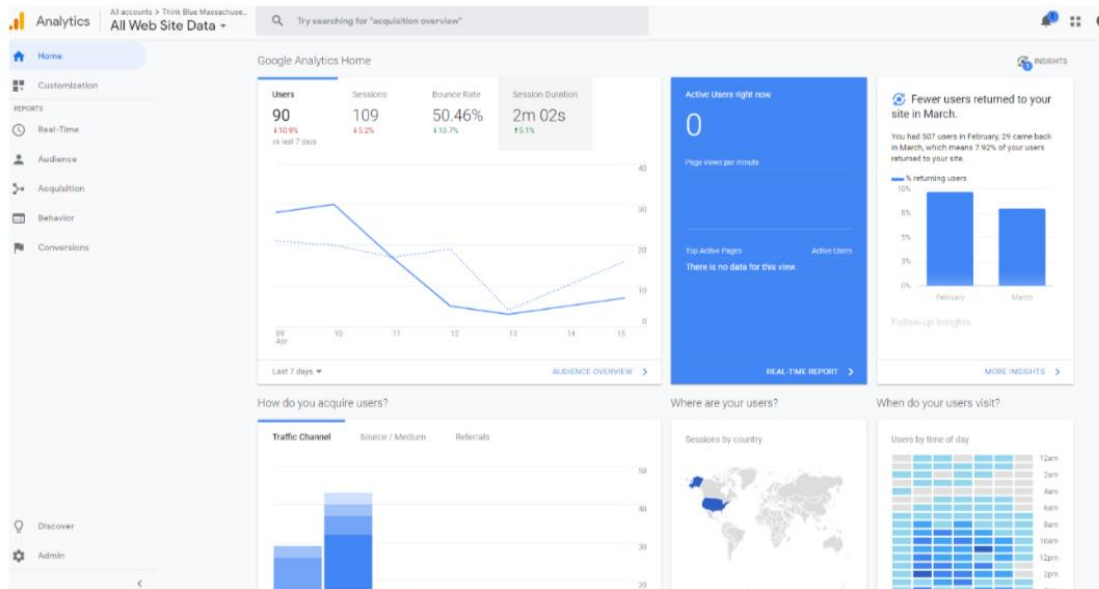 Analytics
All accounts > Think Blue Massachuse..
All Web Site Data
Try searching for "acquisition overview"
1
Home
Customization
REPORTS
Real-Time
Audience
Acquisition
Behavior
Conversions
Discover
Admin
Google Analytics Home
INSIGHTS
Users
90
10.9%
vs last 7 days
Sessions
109
5.2%
Bounce Rate
50.46%
10.7%
Session Duration
2m 02s
5.1%
40
30
20
10
0
09
Apr
10
11
12
13
14
15
Last 7 days
AUDIENCE OVERVIEW
Active Users right now
0
Page views per minute
Top Active Pages
Active Users
There is no data for this view.
REAL-TIME REPORT
Fewer users returned to your
site in March.
You had 507 users in February, 29 came back
in March, which means 7.92% of your users
returned to your site.
% returning users
10%
8%
5%
3%
0%
February
March
Follow-up Insights
MORE INSIGHTS
How do you acquire users?
Traffic Channel
Source / Medium
Referrals
50
40
30
20
Where are your users?
Sessions by country
When do your users visit?
Users by time of day
12am
2am
4am
6am
8am
10am
12pm
2pm